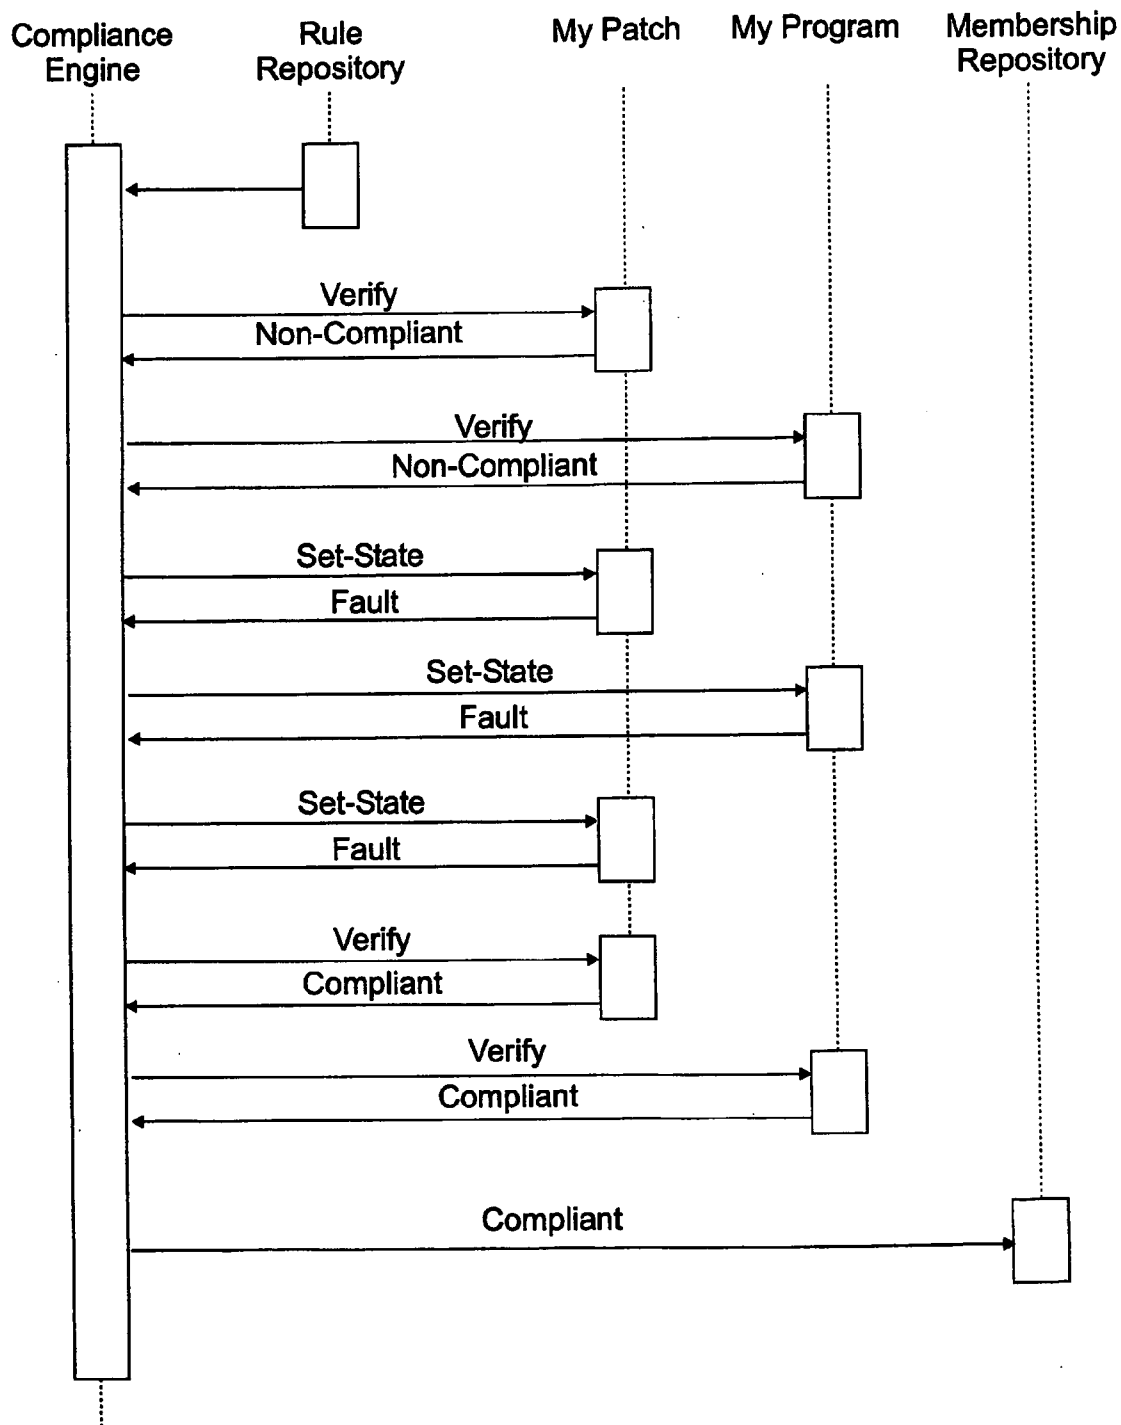 Compliance
Engine
Rule
Repository
My Patch
My Program
Membership
Repository
Verify
Non-Compliant
Verify
Non-Compliant
Set-State
Fault
Set-State
Fault
Set-State
Fault
Verify
Compliant
Verify
Compliant
Compliant